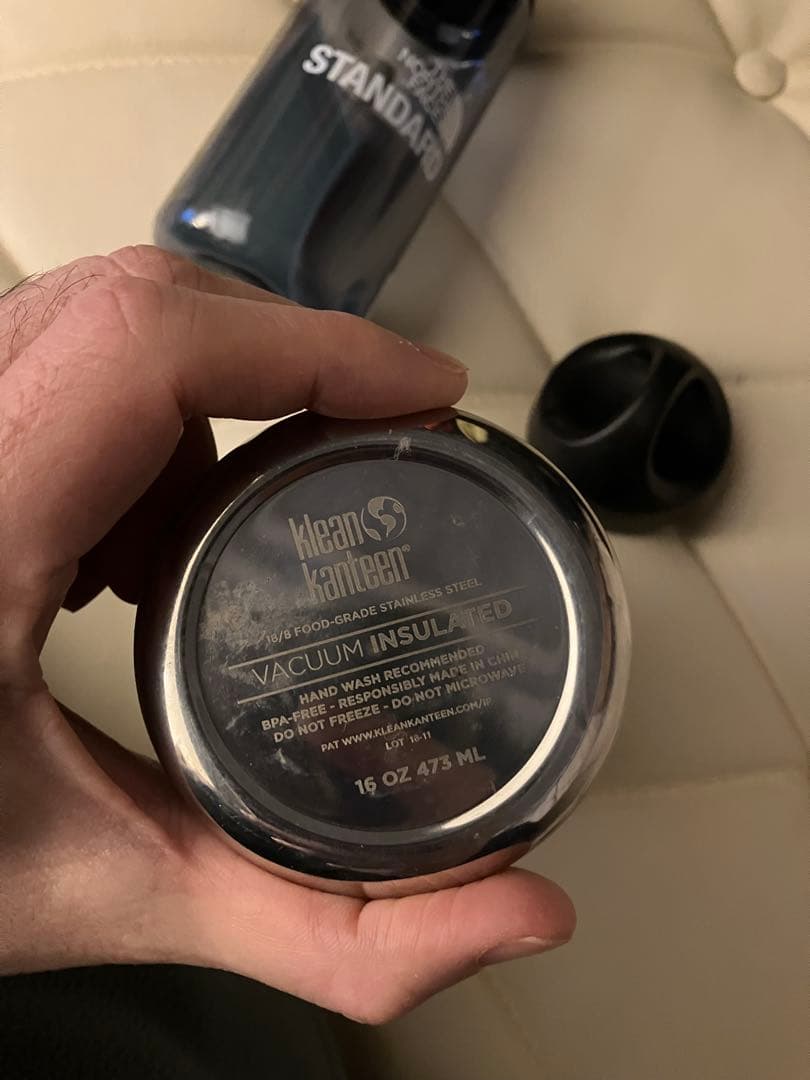 THE
NORTH
FACE
STANDARD
klean
kanteen®
18/8 FOOD-GRADE STAINLESS STEEL
VACUUM INSULATED
HAND WASH RECOMMENDED
BPA-FREE - RESPONSIBLY MADE IN CHINA
DO NOT FREEZE - DO NOT MICROWAVE
PAT WWW.KLEANKANTEEN.COM/IP
LOT 18-11
16 OZ 473 ML